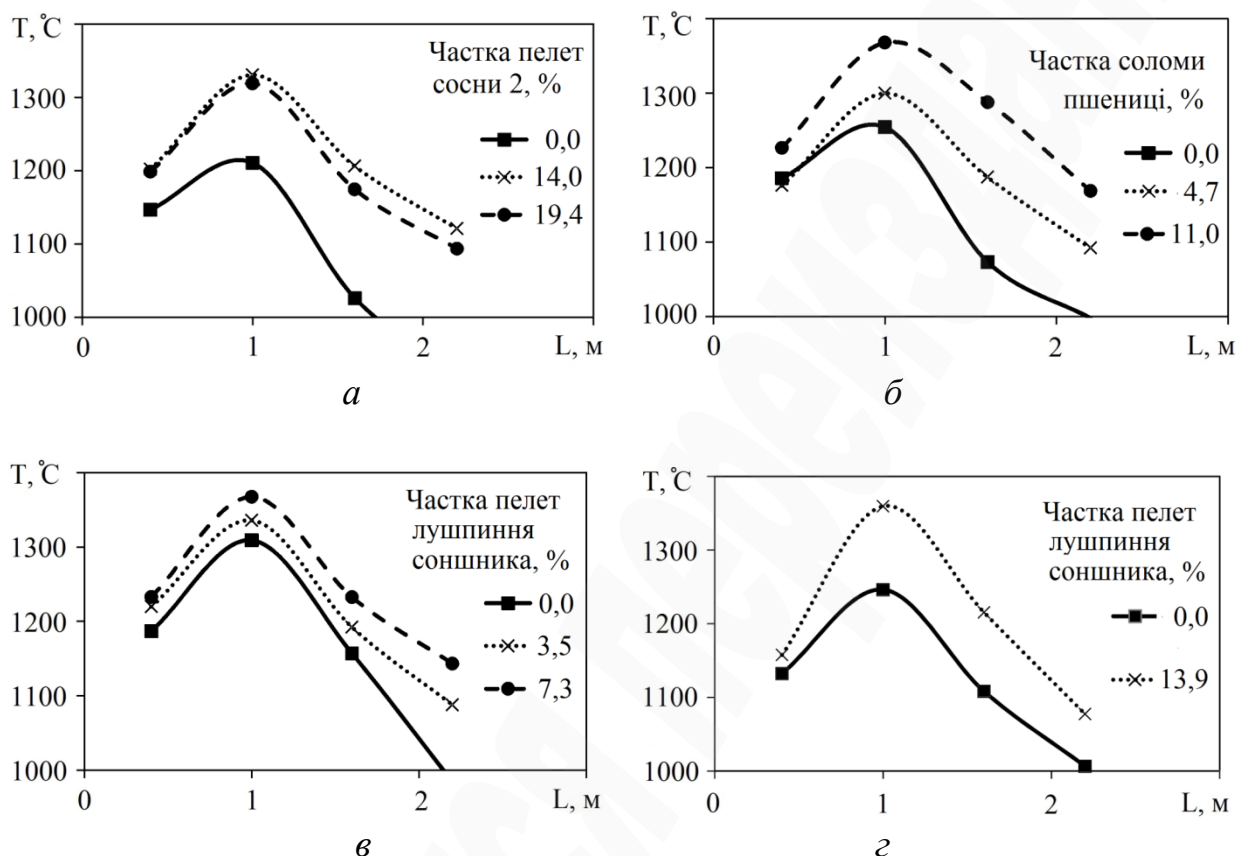 T, °C
Частка пелет
сосни 2, %
1300
0,0
1200
14,0
19,4
1100
1000
0
1
2
L, м
а
T, °C
Частка соломи
пшениці, %
1300
0,0
1200
4,7
11,0
1100
1000
0
1
2
L, м
б
T, °C
Частка пелет
лушпиння
соншника, %
1300
0,0
1200
3,5
7,3
1100
1000
0
1
2
L, м
в
T, °C
Частка пелет
лушпиння
соншника, %
1300
0,0
1200
13,9
1100
1000
0
1
2
L, м
г